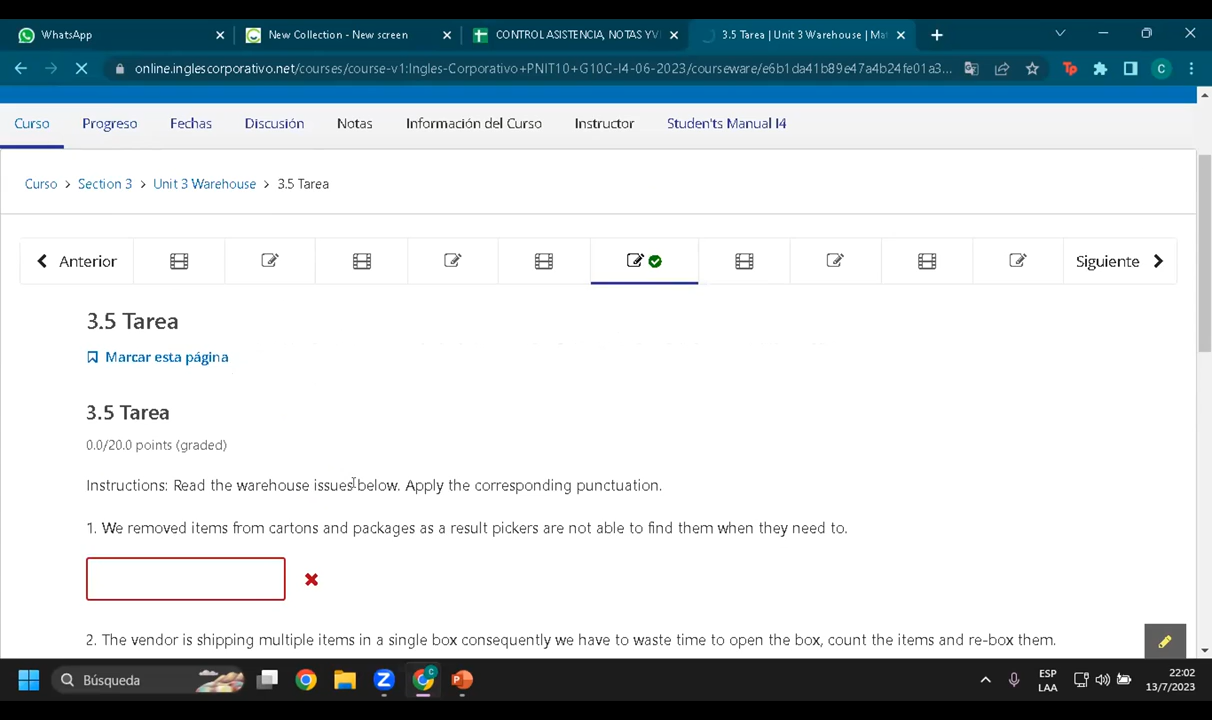 WhatsApp
New Collection - New screen
CONTROL ASISTENCIA, NOTAS Y VI
3.5 Tarea | Unit 3 Warehouse | Ma
online.inglescorporativo.net/courses/course-v1:Ingles-Corporativo+PNIT10+G10C-I4-06-2023/courseware/e6b1da41b89e47a4b24fe01a3...
C
Curso
Progreso
Fechas
Discusión
Notas
Información del Curso
Instructor
Studen'ts Manual I4
Curso > Section 3 > Unit 3 Warehouse > 3.5 Tarea
Anterior
Siguiente
3.5 Tarea
Marcar esta página
3.5 Tarea
0.0/20.0 points (graded)
Instructions: Read the warehouse issues below. Apply the corresponding punctuation.
1. We removed items from cartons and packages as a result pickers are not able to find them when they need to.
2. The vendor is shipping multiple items in a single box consequently we have to waste time to open the box, count the items and re-box them.
Búsqueda
ESP
LAA
22:02
13/7/2023